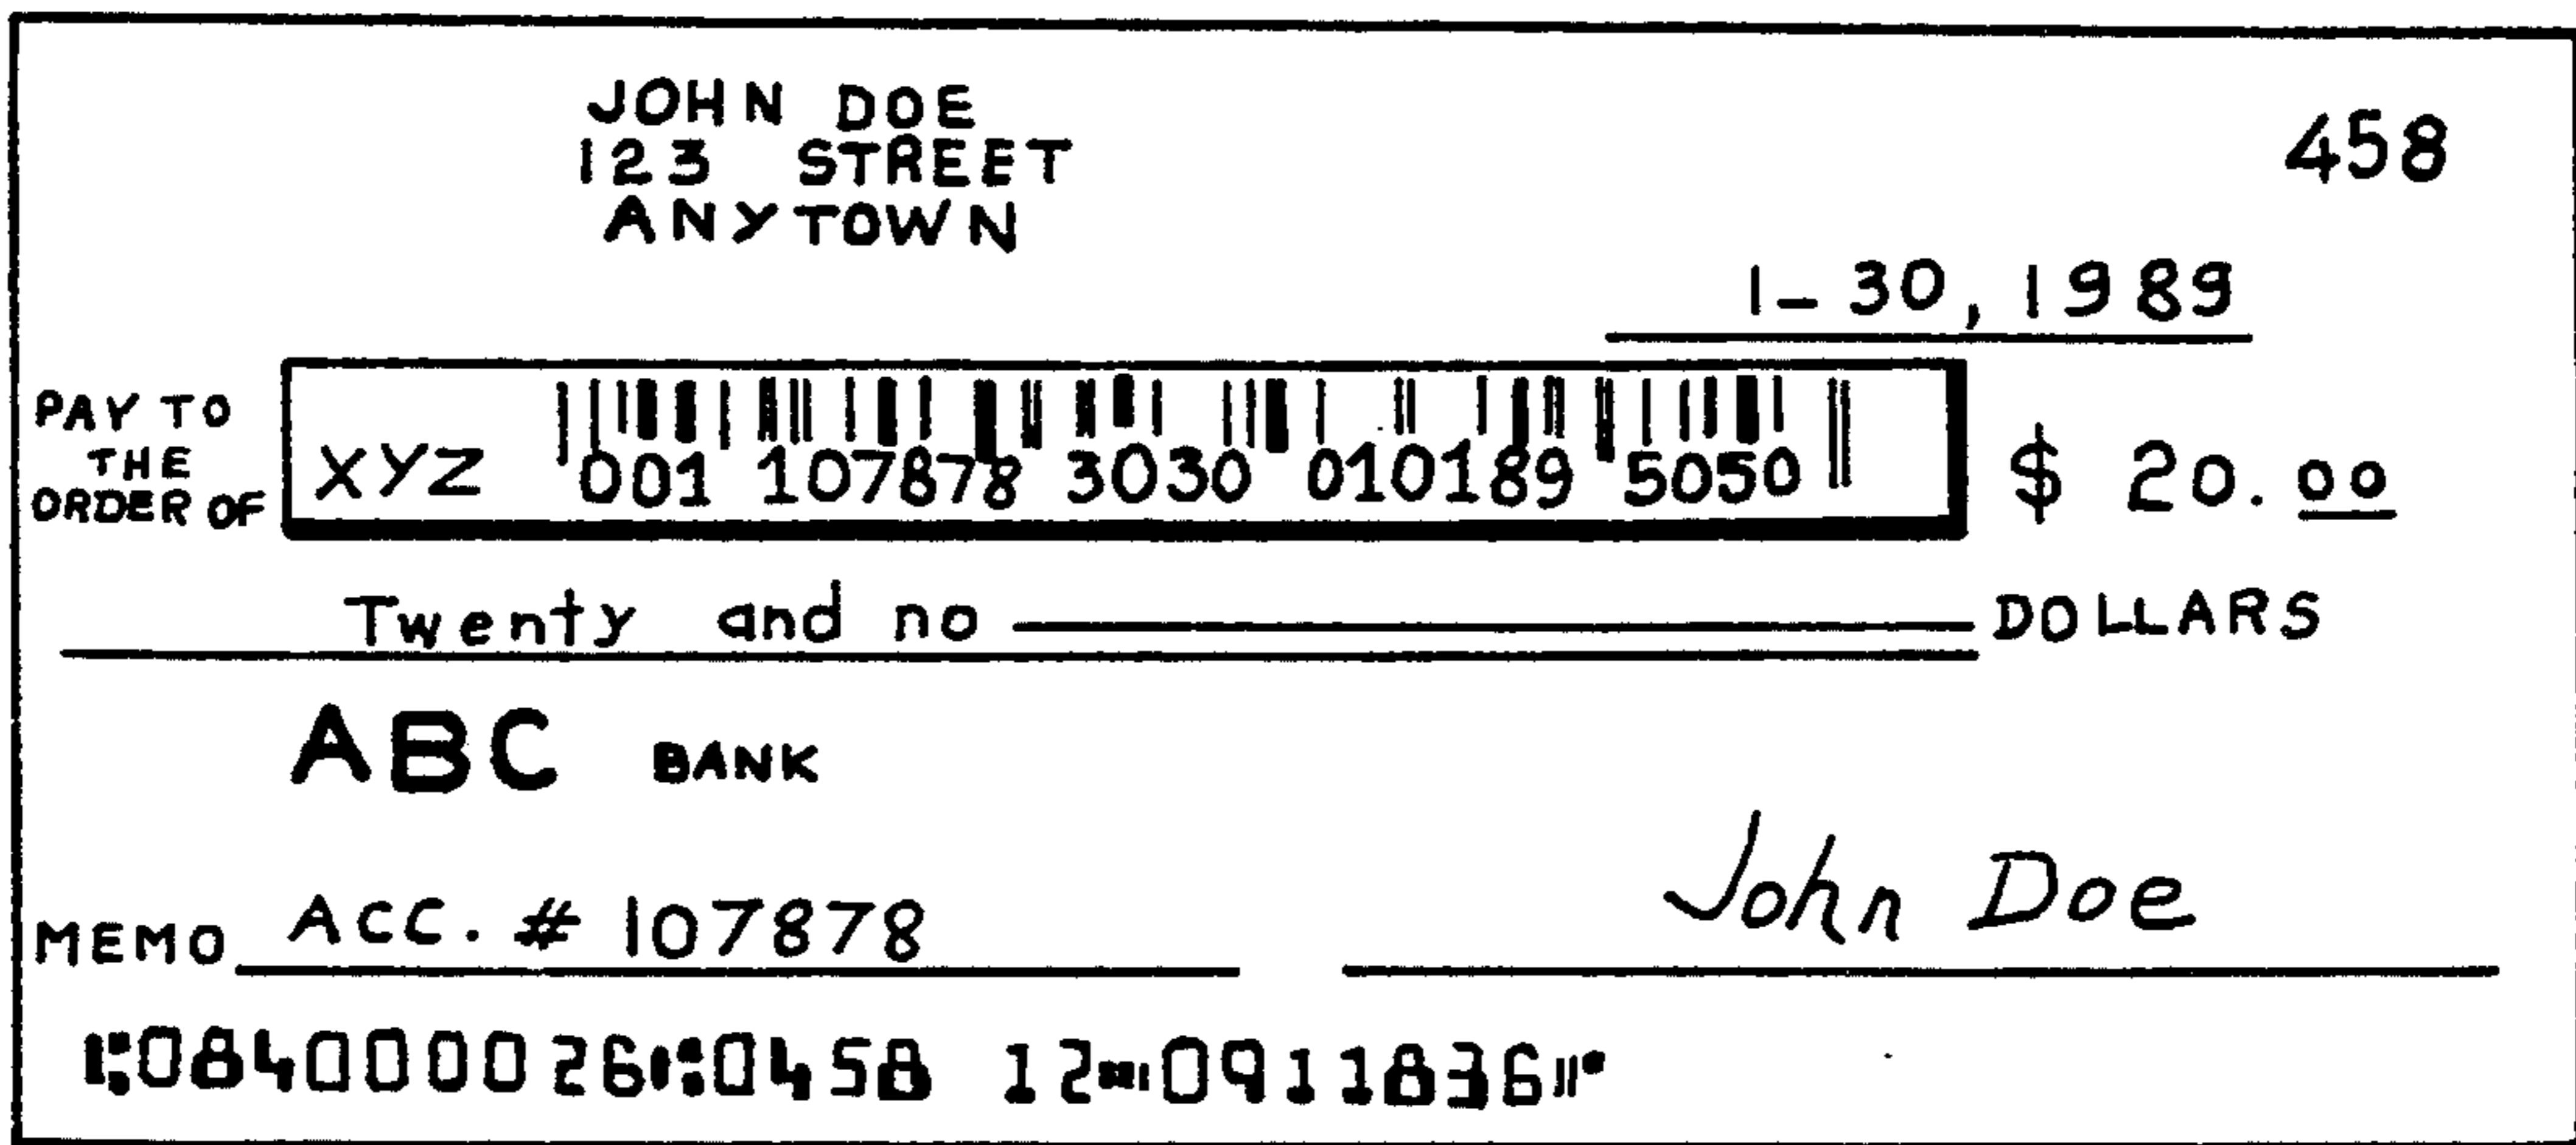 JOHN DOE
123 STREET
ANYTOWN
458
1-30, 1989
PAY TO
THE
ORDER OF
XYZ 001 107878 3030 010189 5050
$ 20.00
Twenty and no DOLLARS
ABC BANK
MEMO ACC. # 107878
John Doe
⑆084000026⑆0458 12⑉0911836⑈